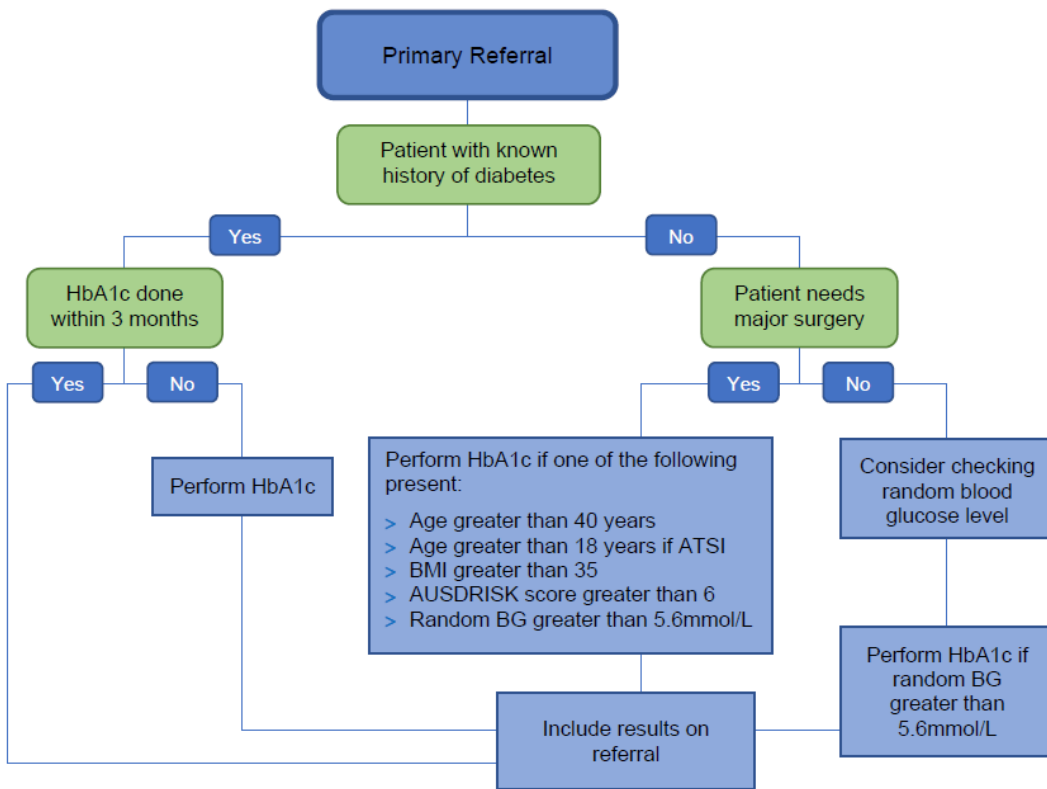 Primary Referral
Patient with known
history of diabetes
Yes
No
HbA1c done
within 3 months
Patient needs
major surgery
Yes
No
Yes
No
Perform HbA1c
Perform HbA1c if one of the following
present:
> Age greater than 40 years
> Age greater than 18 years if ATSI
> BMI greater than 35
> AUSDRISK score greater than 6
> Random BG greater than 5.6mmol/L
Consider checking
random blood
glucose level
Perform HbA1c if
random BG
greater than
5.6mmol/L
Include results on
referral